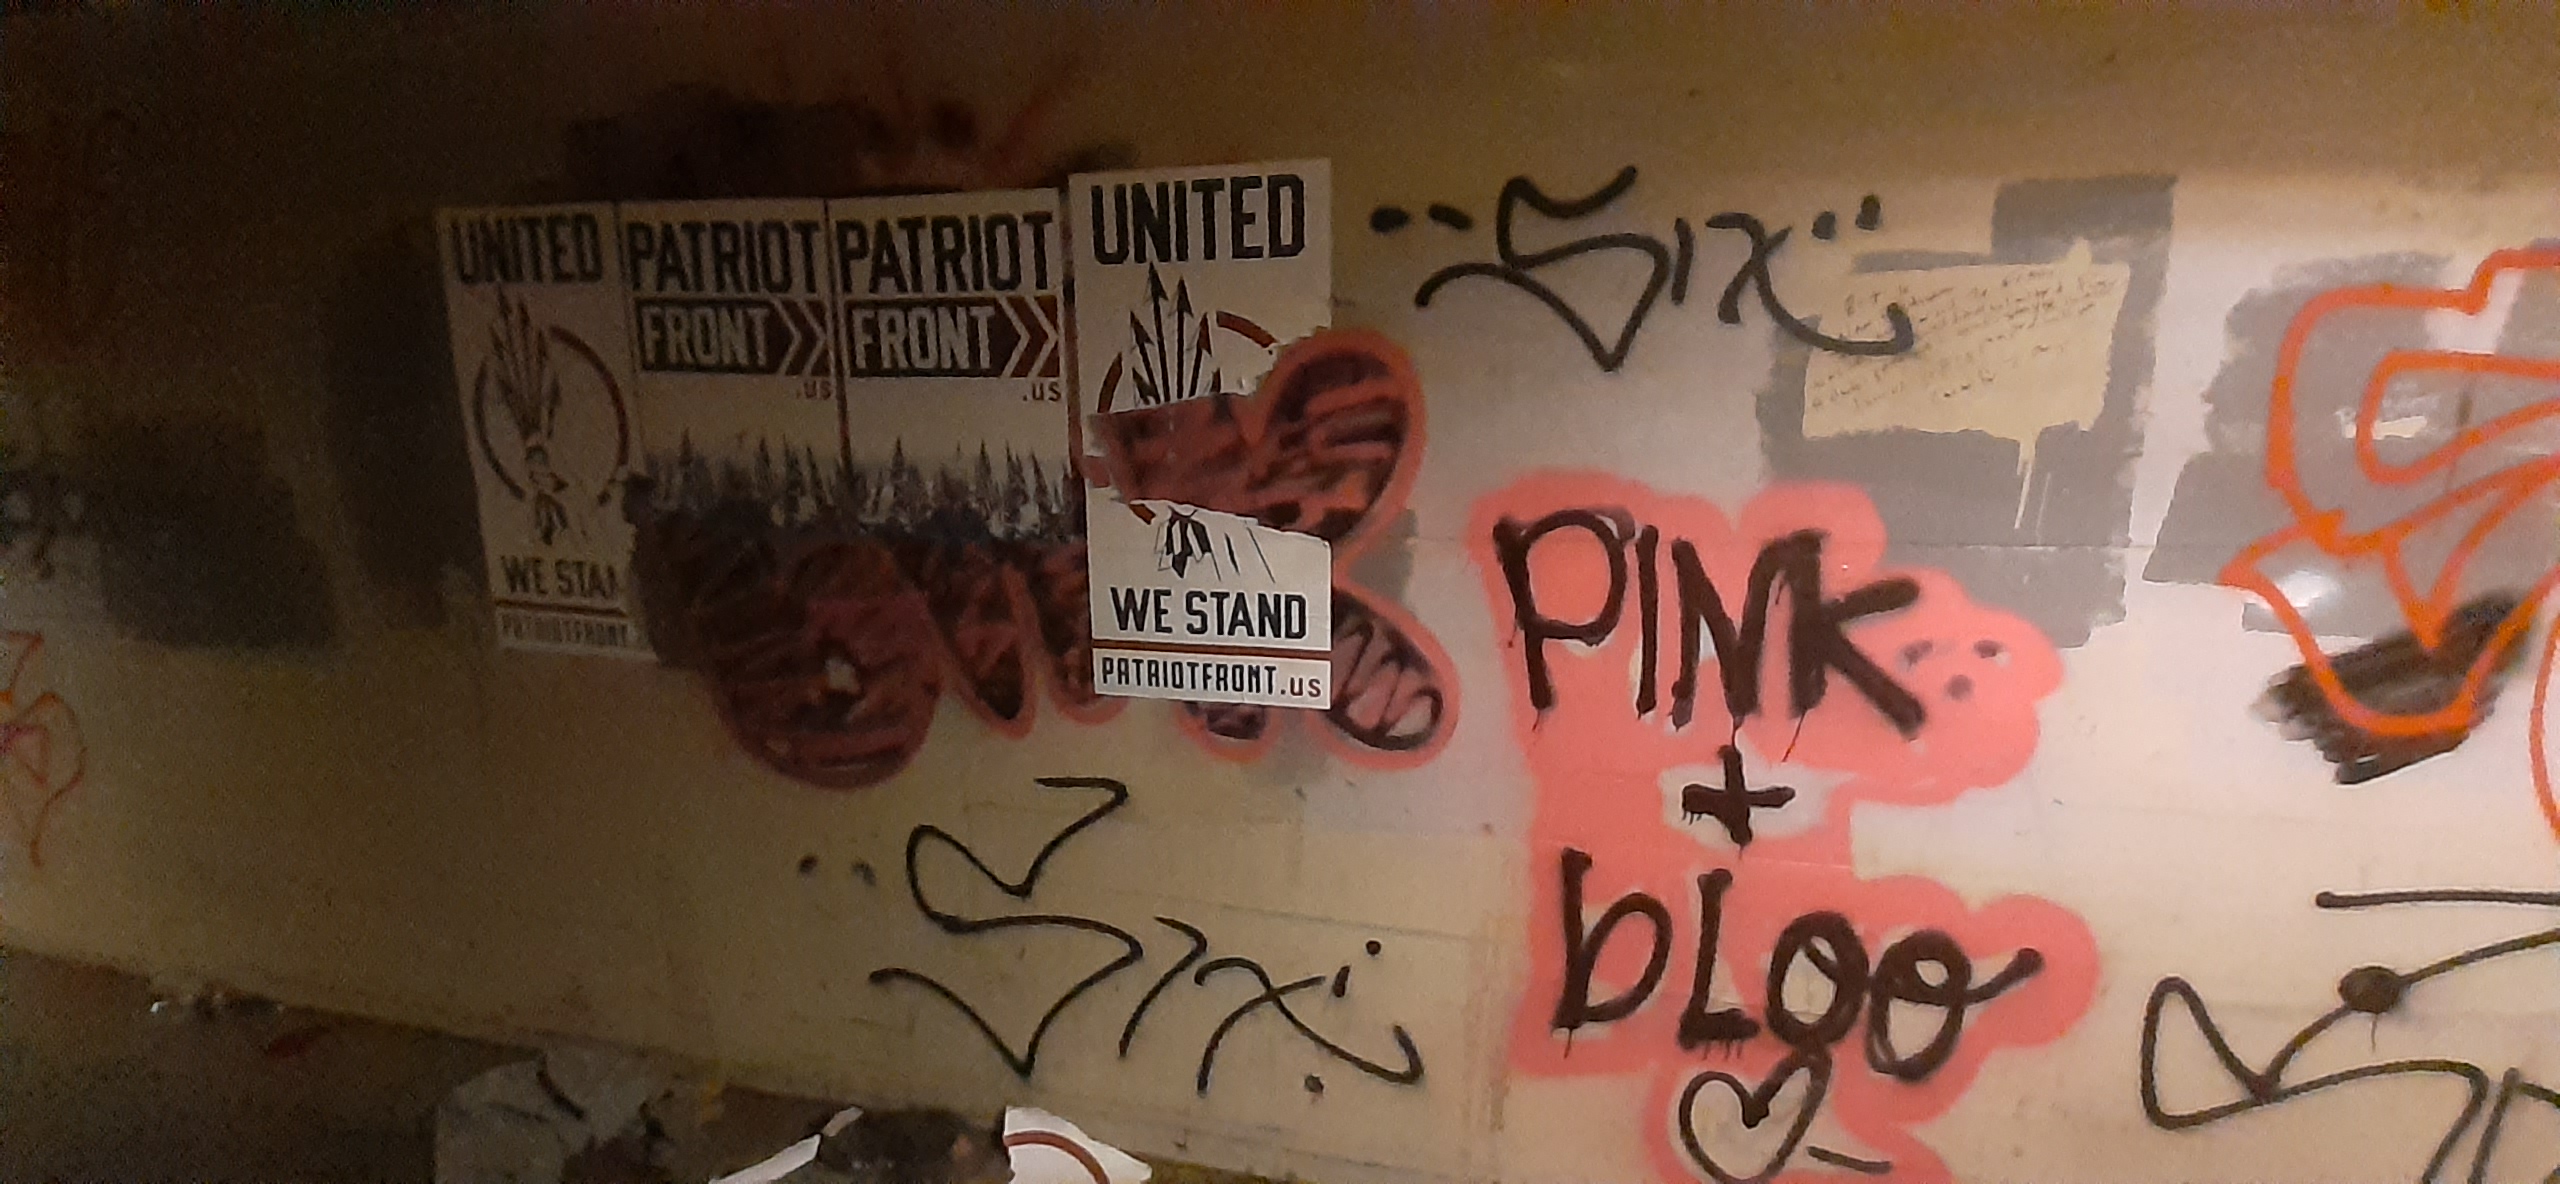 UNITED
WE STAN
PATRIOTFRONT
PATRIOT
FRONT
.us
PATRIOT
FRONT
.us
UNITED
WE STAND
PATRIOTFRONT.us
Six
PINK
+
bLOO
Six